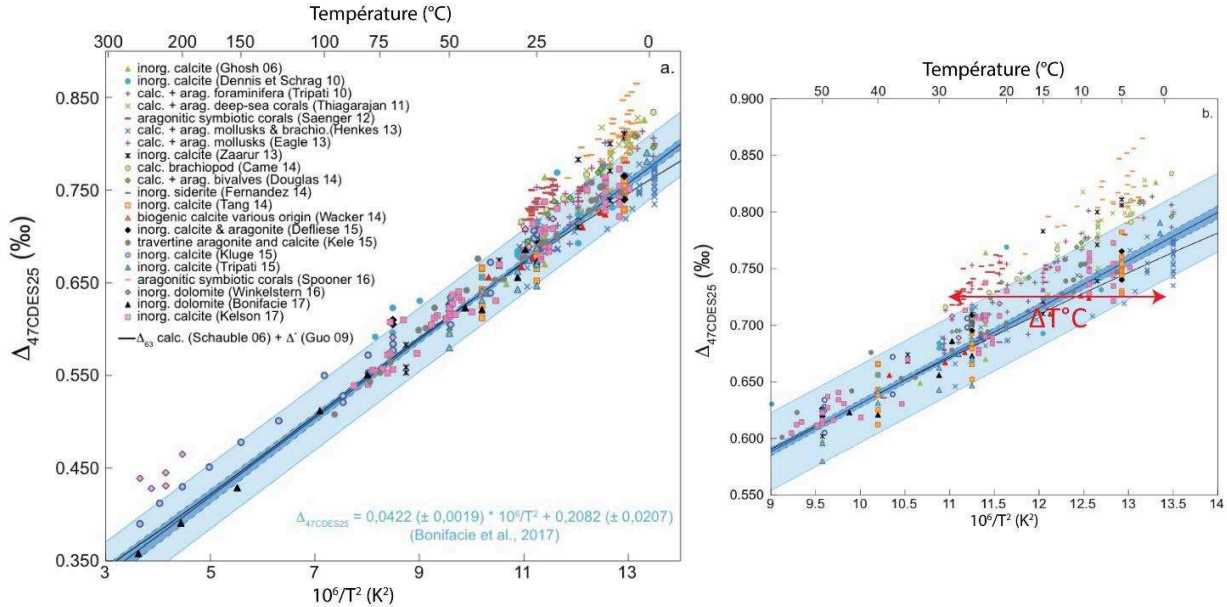 Température (°C)
300 200 150 100 75 50 25 0
a.
inorg. calcite (Ghosh 06)
inorg. calcite (Dennis et Schrag 10)
calc. + arag. foraminifera (Tripati 10)
calc. + arag. deep-sea corals (Thiagarajan 11)
aragonitic symbiotic corals (Saenger 12)
calc. + arag. mollusks & brachio.(Henkes 13)
calc. + arag. mollusks (Eagle 13)
inorg. calcite (Zaarur 13)
calc. brachiopod (Came 14)
calc. + arag. bivalves (Douglas 14)
inorg. siderite (Fernandez 14)
inorg. calcite (Tang 14)
biogenic calcite various origin (Wacker 14)
inorg. calcite & aragonite (Defliese 15)
travertine aragonite and calcite (Kele 15)
inorg. calcite (Kluge 15)
inorg. calcite (Tripati 15)
aragonitic symbiotic corals (Spooner 16)
inorg. dolomite (Winkelstern 16)
inorg. dolomite (Bonifacie 17)
inorg. calcite (Kelson 17)
Δ63 calc. (Schauble 06) + Δ* (Guo 09)
0.850
0.750
0.650
0.550
0.450
0.350
Δ47CDES25 (‰)
Δ47CDES25 = 0,0422 (± 0,0019) * 10⁶/T² + 0,2082 (± 0,0207)
(Bonifacie et al., 2017)
3 5 7 9 11 13
10⁶/T² (K²)
Température (°C)
50 40 30 26 20 15 10 8 5 0
b.
0.900
0.850
0.800
0.750
0.700
0.650
0.600
0.550
Δ47CDES25 (‰)
ΔT°C
9 9.5 10 10.5 11 11.5 12 12.5 13 13.5 14
10⁶/T² (K²)